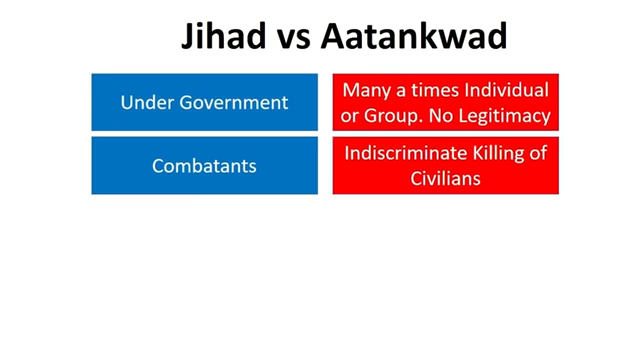 Jihad vs Aatankwad
Under Government
Many a times Individual
or Group. No Legitimacy
Combatants
Indiscriminate Killing of
Civilians